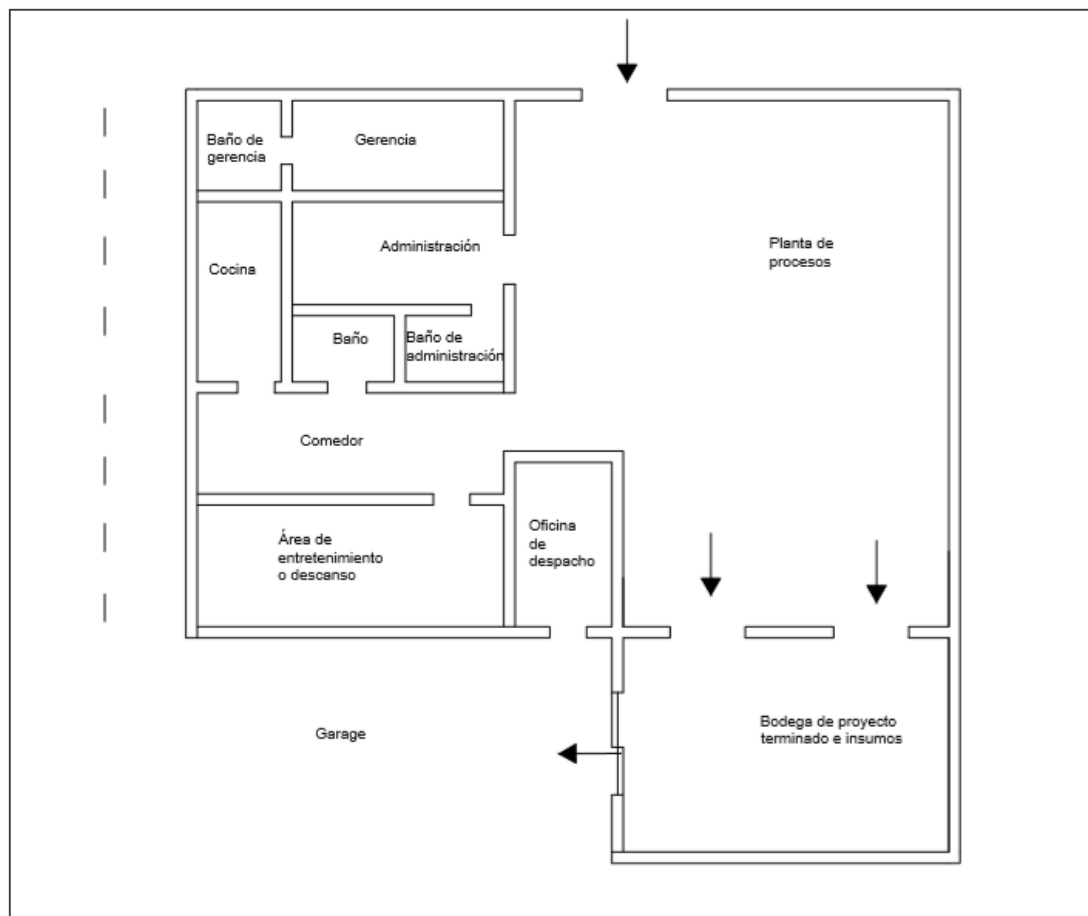 Baño de
gerencia
Gerencia
Administración
Planta de
procesos
Cocina
Baño
Baño de
administración
Comedor
Oficina
de
despacho
Área de
entretenimiento
o descanso
Garage
Bodega de proyecto
terminado e insumos